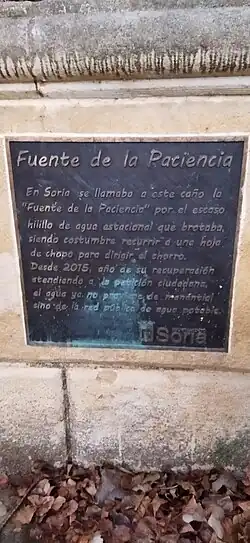 Fuente de la Paciencia
En Soria se llamaba a este caño la
"Fuente de la Paciencia" por el escaso
hilillo de agua estacional que brotaba,
siendo costumbre recurrir a una hoja
de chopo para dirigir el chorro.
Desde 2015, año de su recuperación
atendiendo a la petición ciudadana,
el agua ya no procede de manantial
sino de la red pública de agua potable.
Soria